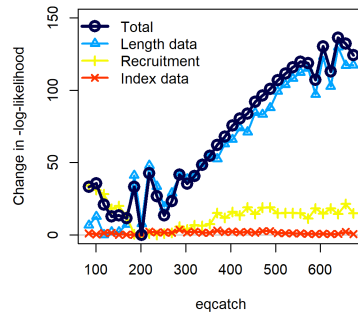 Total
Length data
Recruitment
Index data
Change in -log-likelihood
0 50 100 150
100 200 300 400 500 600
eqcatch